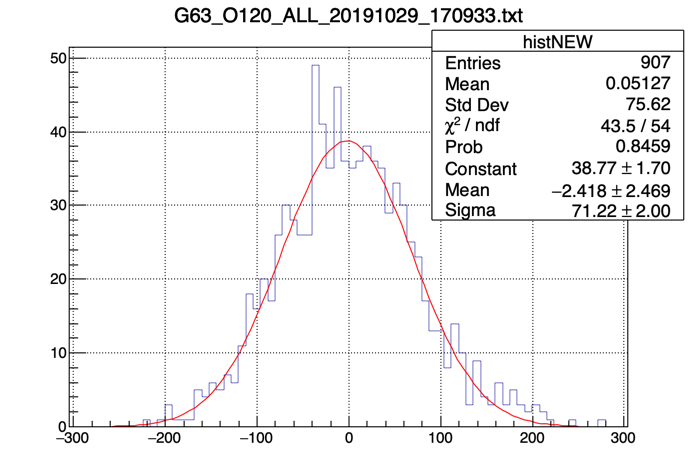 G63_O120_ALL_20191029_170933.txt
histNEW
Entries 907
Mean 0.05127
Std Dev 75.62
χ² / ndf 43.5 / 54
Prob 0.8459
Constant 38.77 ± 1.70
Mean −2.418 ± 2.469
Sigma 71.22 ± 2.00
50
40
30
20
10
0
−300 −200 −100 0 100 200 300